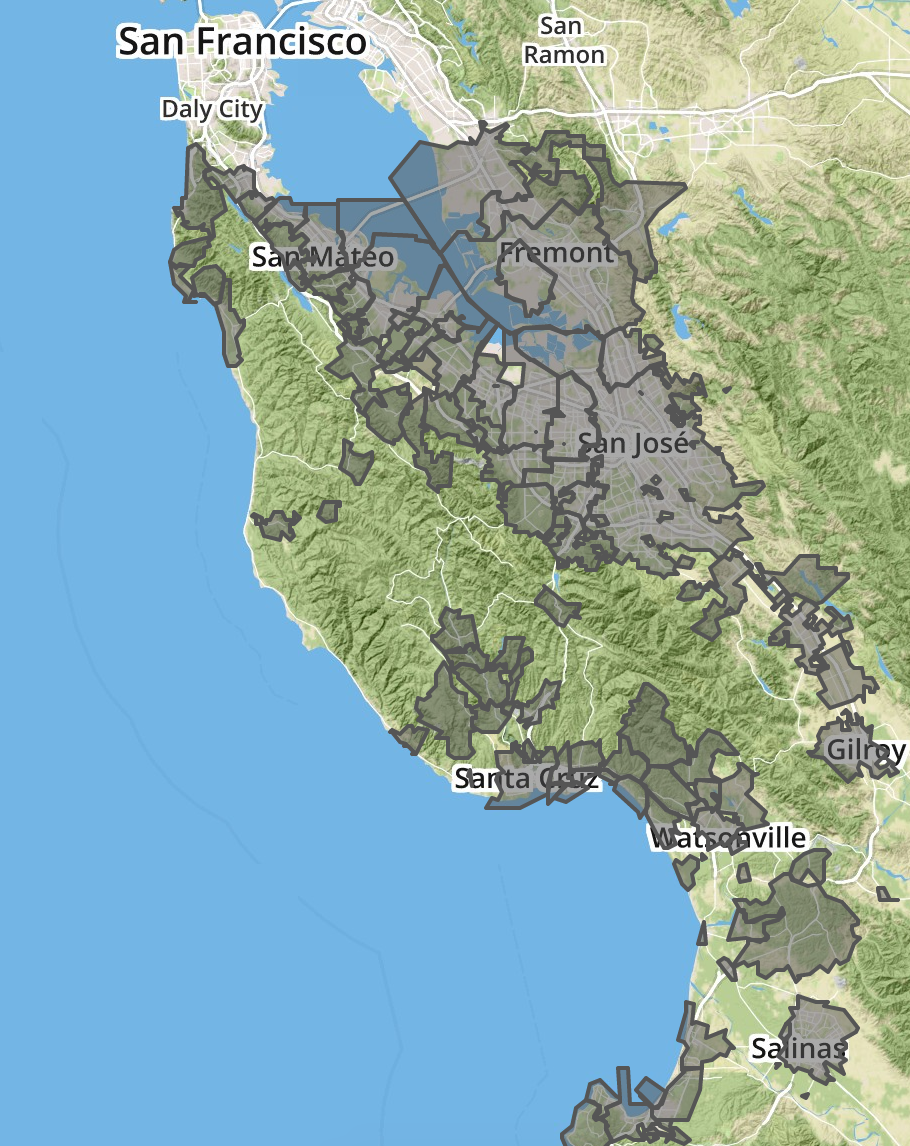 San Francisco
San
Ramon
Daly City
San Mateo
Fremont
San José
Gilroy
Santa Cruz
Watsonville
Salinas